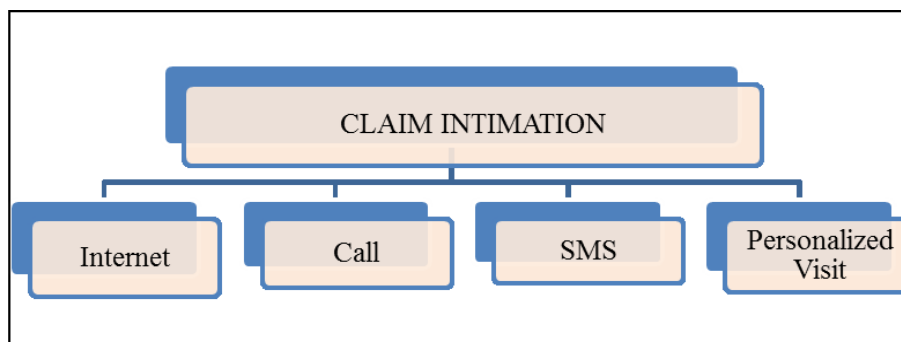 CLAIM INTIMATION
Internet
Call
SMS
Personalized
Visit